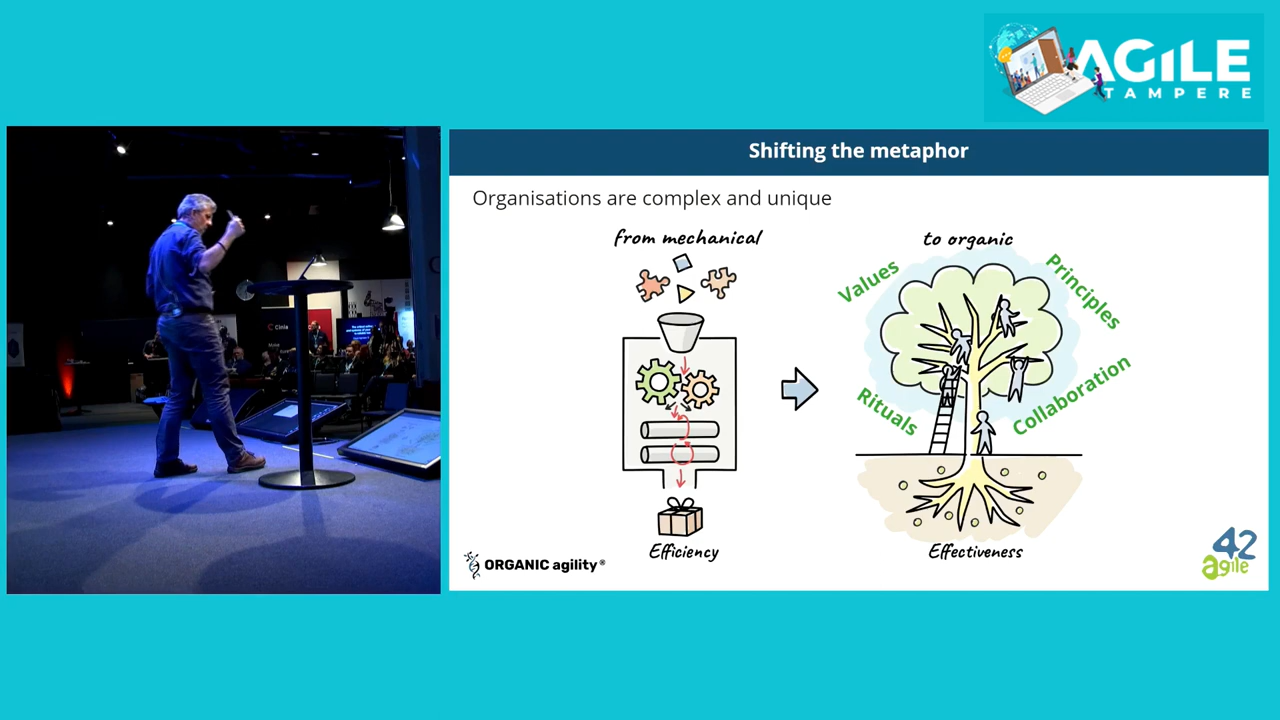 AGILE
TAMPERE
Shifting the metaphor
Organisations are complex and unique
from mechanical
to organic
Values
Principles
Rituals
Collaboration
Efficiency
Effectiveness
ORGANIC agility®
42
agile
Cinia